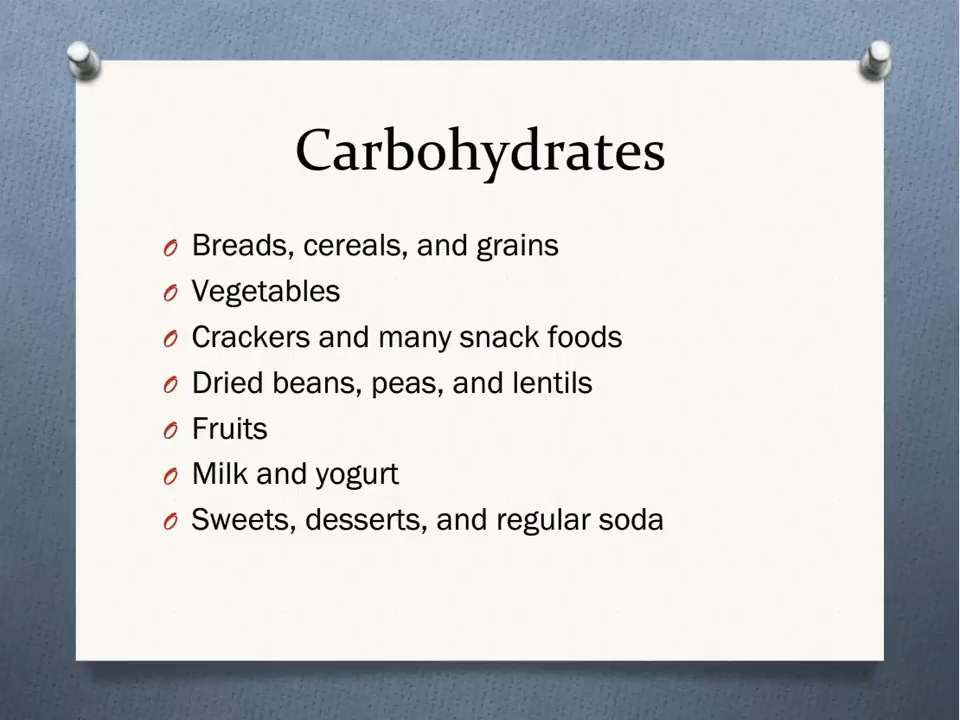 Carbohydrates
Breads, cereals, and grains
Vegetables
Crackers and many snack foods
Dried beans, peas, and lentils
Fruits
Milk and yogurt
Sweets, desserts, and regular soda